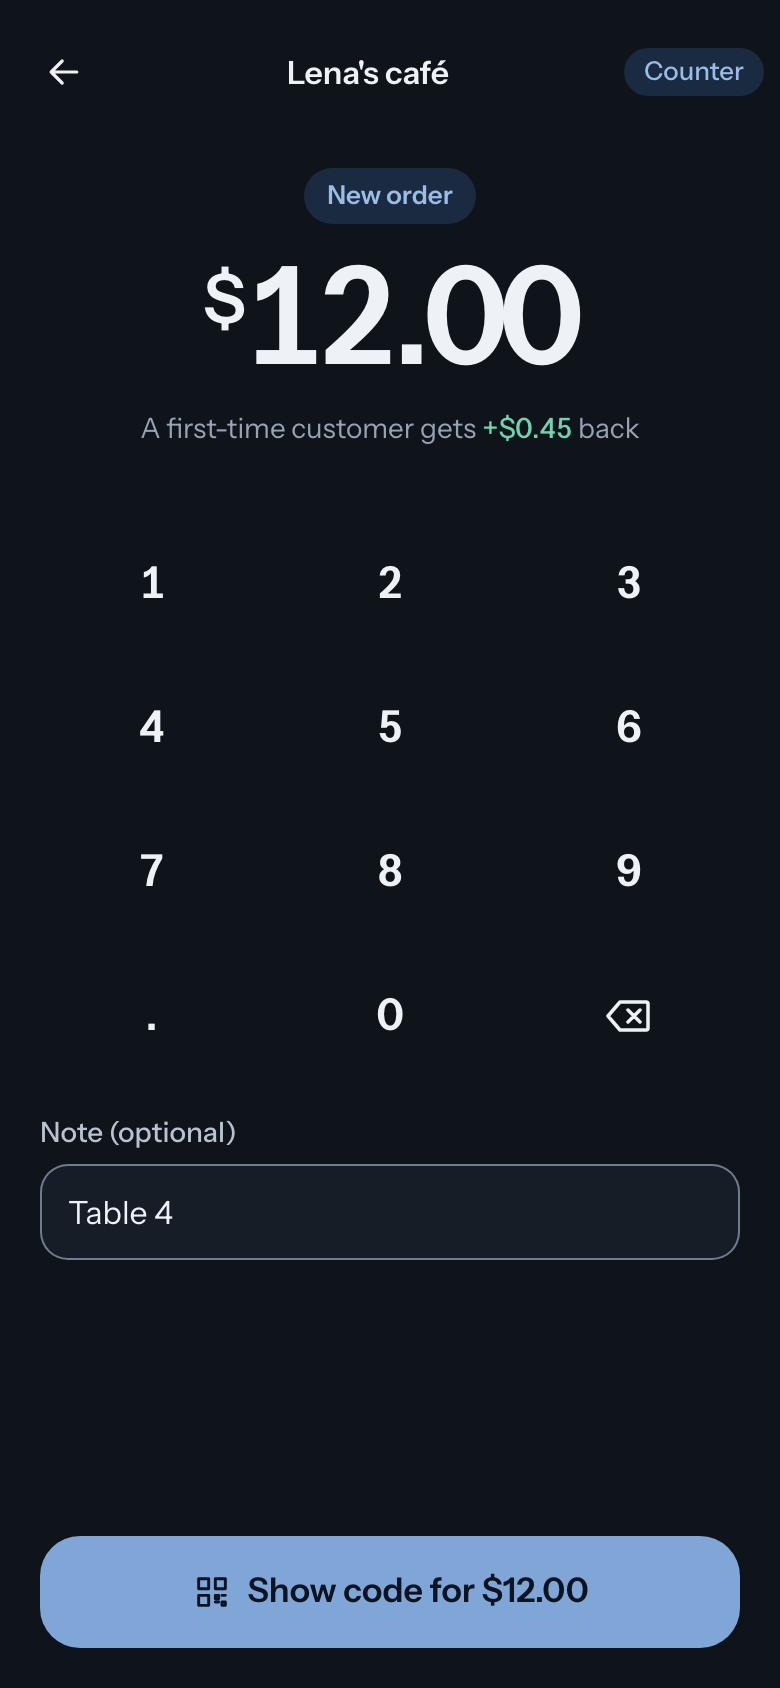 Lena's café
Counter
New order
$12.00
A first-time customer gets +$0.45 back
1 2 3
4 5 6
7 8 9
. 0
Note (optional)
Table 4
Show code for $12.00